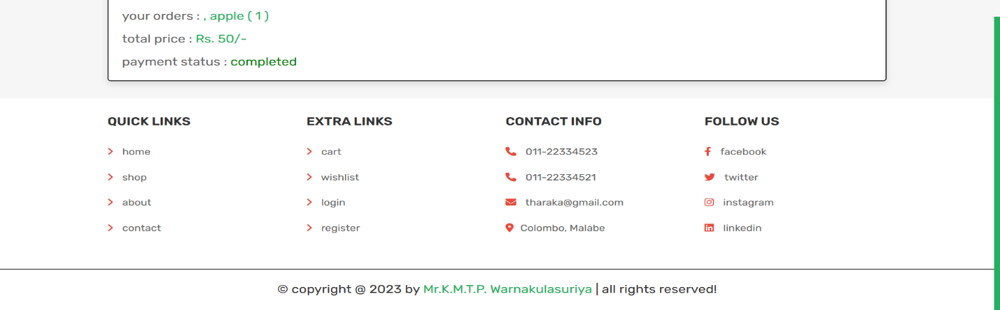 your orders : , apple ( 1 )
total price : Rs. 50/-
payment status : completed
QUICK LINKS
home
shop
about
contact
EXTRA LINKS
cart
wishlist
login
register
CONTACT INFO
011-22334523
011-22334521
tharaka@gmail.com
Colombo, Malabe
FOLLOW US
facebook
twitter
instagram
linkedin
© copyright @ 2023 by Mr.K.M.T.P. Warnakulasuriya | all rights reserved!